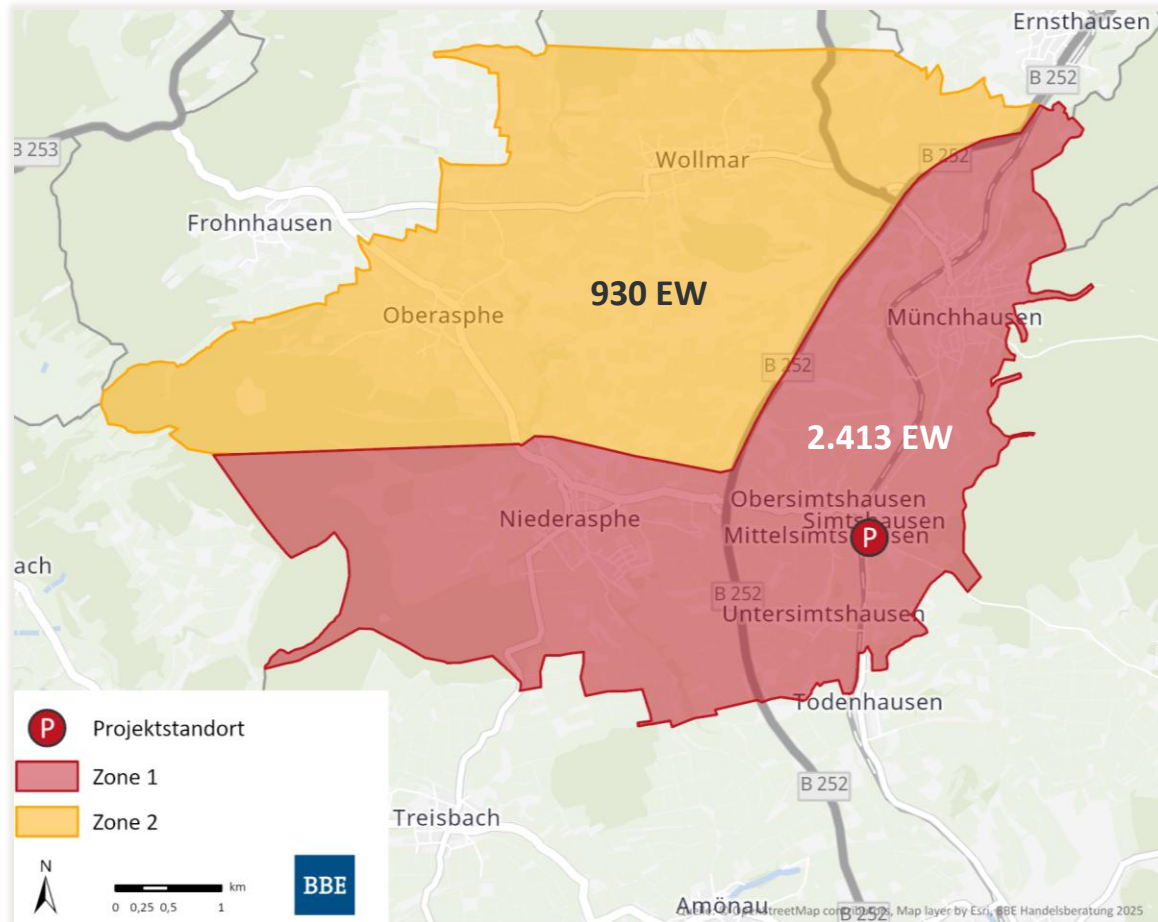 Ernsthausen
B 252
B 253
Wollmar
B 252
Frohnhausen
930 EW
Oberasphe
Münchhausen
B 252
2.413 EW
Obersimtshausen
Niederasphe
Simtshausen
Mittelsimtshausen
P
ach
B 252
Untersimtshausen
Todenhausen
P Projektstandort
Zone 1
Zone 2
B 252
Treisbach
N
km
0 0,25 0,5 1
BBE
Amönau
B 252
Quelle: © OpenStreetMap contributors, Map layer by Esri, BBE Handelsberatung 2025